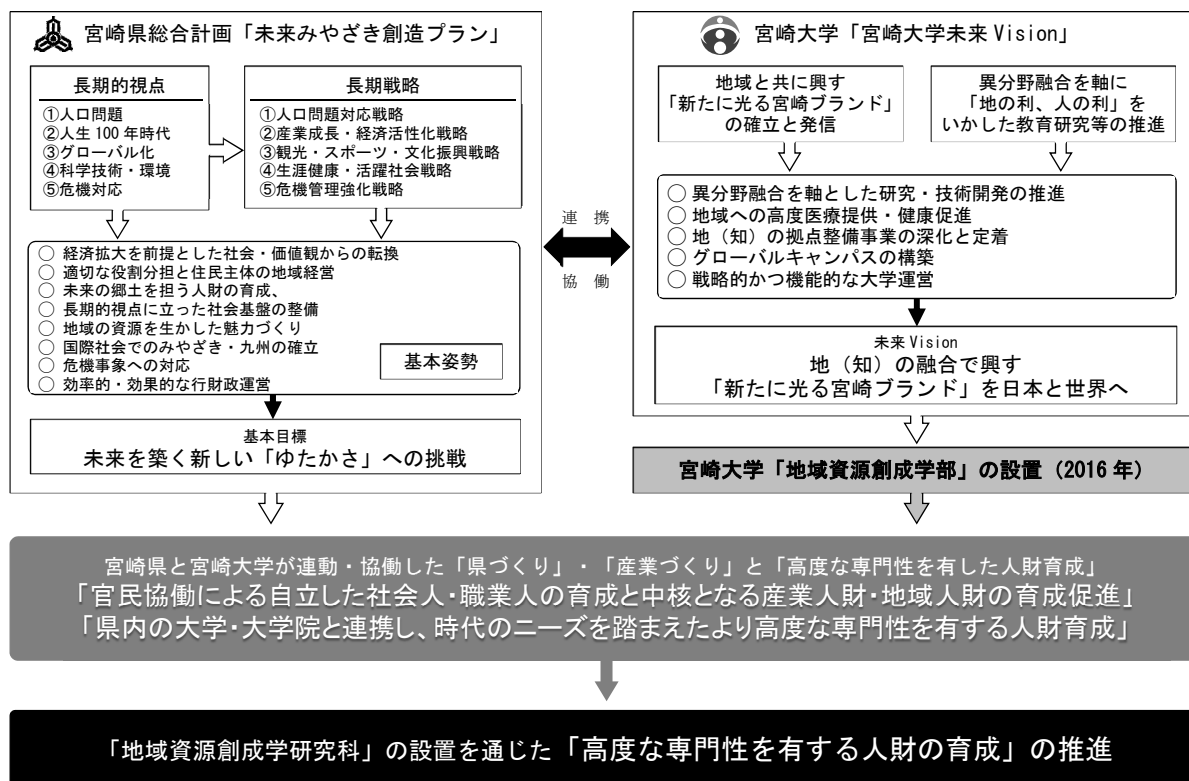 宮崎県総合計画「未来みやざき創造プラン」
長期的視点
①人口問題
②人生100年時代
③グローバル化
④科学技術・環境
⑤危機対応
長期戦略
①人口問題対応戦略
②産業成長・経済活性化戦略
③観光・スポーツ・文化振興戦略
④生涯健康・活躍社会戦略
⑤危機管理強化戦略
○ 経済拡大を前提とした社会・価値観からの転換
○ 適切な役割分担と住民主体の地域経営
○ 未来の郷土を担う人財の育成、
○ 長期的視点に立った社会基盤の整備
○ 地域の資源を生かした魅力づくり
○ 国際社会でのみやざき・九州の確立
○ 危機事象への対応
○ 効率的・効果的な行財政運営
基本姿勢
基本目標
未来を築く新しい「ゆたかさ」への挑戦
連 携
協 働
宮崎大学「宮崎大学未来 Vision」
地域と共に興す
「新たに光る宮崎ブランド」
の確立と発信
異分野融合を軸に
「地の利、人の利」を
いかした教育研究等の推進
○ 異分野融合を軸とした研究・技術開発の推進
○ 地域への高度医療提供・健康促進
○ 地（知）の拠点整備事業の深化と定着
○ グローバルキャンパスの構築
○ 戦略的かつ機能的な大学運営
未来 Vision
地（知）の融合で興す
「新たに光る宮崎ブランド」を日本と世界へ
宮崎大学「地域資源創成学部」の設置（2016 年）
宮崎県と宮崎大学が連動・協働した「県づくり」・「産業づくり」と「高度な専門性を有した人財育成」
「官民協働による自立した社会人・職業人の育成と中核となる産業人財・地域人財の育成促進」
「県内の大学・大学院と連携し、時代のニーズを踏まえたより高度な専門性を有する人財育成」
「地域資源創成学研究科」の設置を通じた「高度な専門性を有する人財の育成」の推進